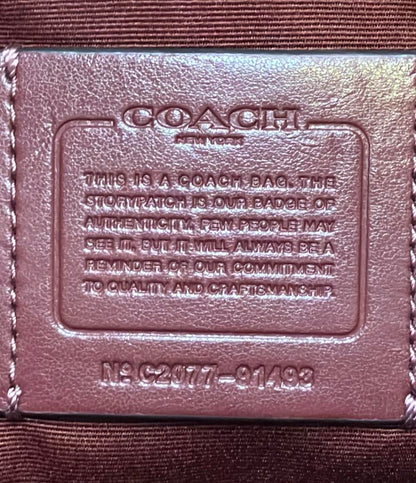 COACH
NEW YORK
THIS IS A COACH BAG. THE
STORYPATCH IS OUR BADGE OF
AUTHENTICITY. FEW PEOPLE MAY
SEE IT, BUT IT WILL ALWAYS BE A
REMINDER OF OUR COMMITMENT
TO QUALITY AND CRAFTSMANSHIP.
Nº C2077-91493